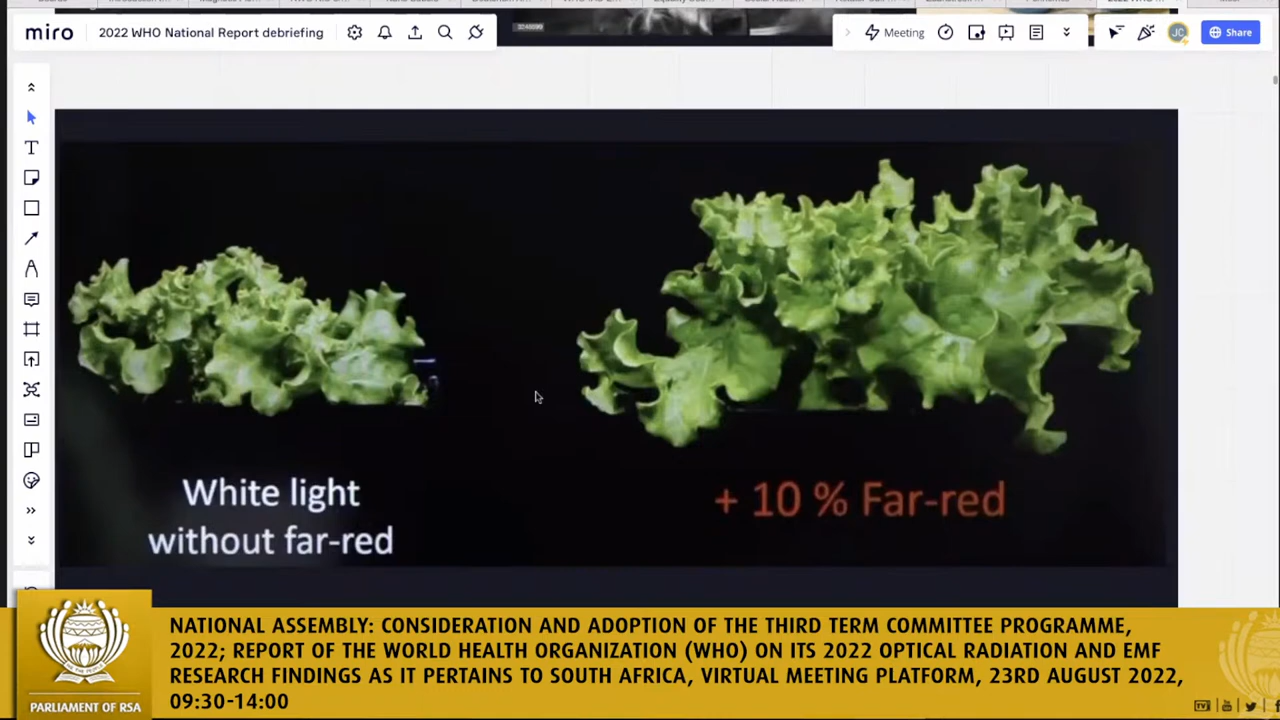 miro
2022 WHO National Report debriefing
Meeting
JC
Share
White light
without far-red
+ 10 % Far-red
NATIONAL ASSEMBLY: CONSIDERATION AND ADOPTION OF THE THIRD TERM COMMITTEE PROGRAMME,
2022; REPORT OF THE WORLD HEALTH ORGANIZATION (WHO) ON ITS 2022 OPTICAL RADIATION AND EMF
RESEARCH FINDINGS AS IT PERTAINS TO SOUTH AFRICA, VIRTUAL MEETING PLATFORM, 23RD AUGUST 2022,
09:30-14:00
PARLIAMENT OF RSA